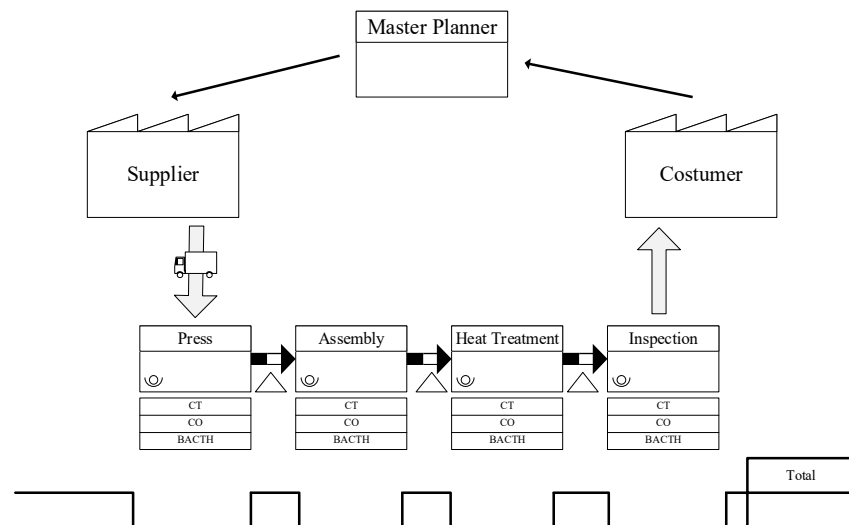 Master Planner
Supplier
Costumer
Press
Assembly
Heat Treatment
Inspection
CT
CT
CT
CT
CO
CO
CO
CO
BACTH
BACTH
BACTH
BACTH
Total